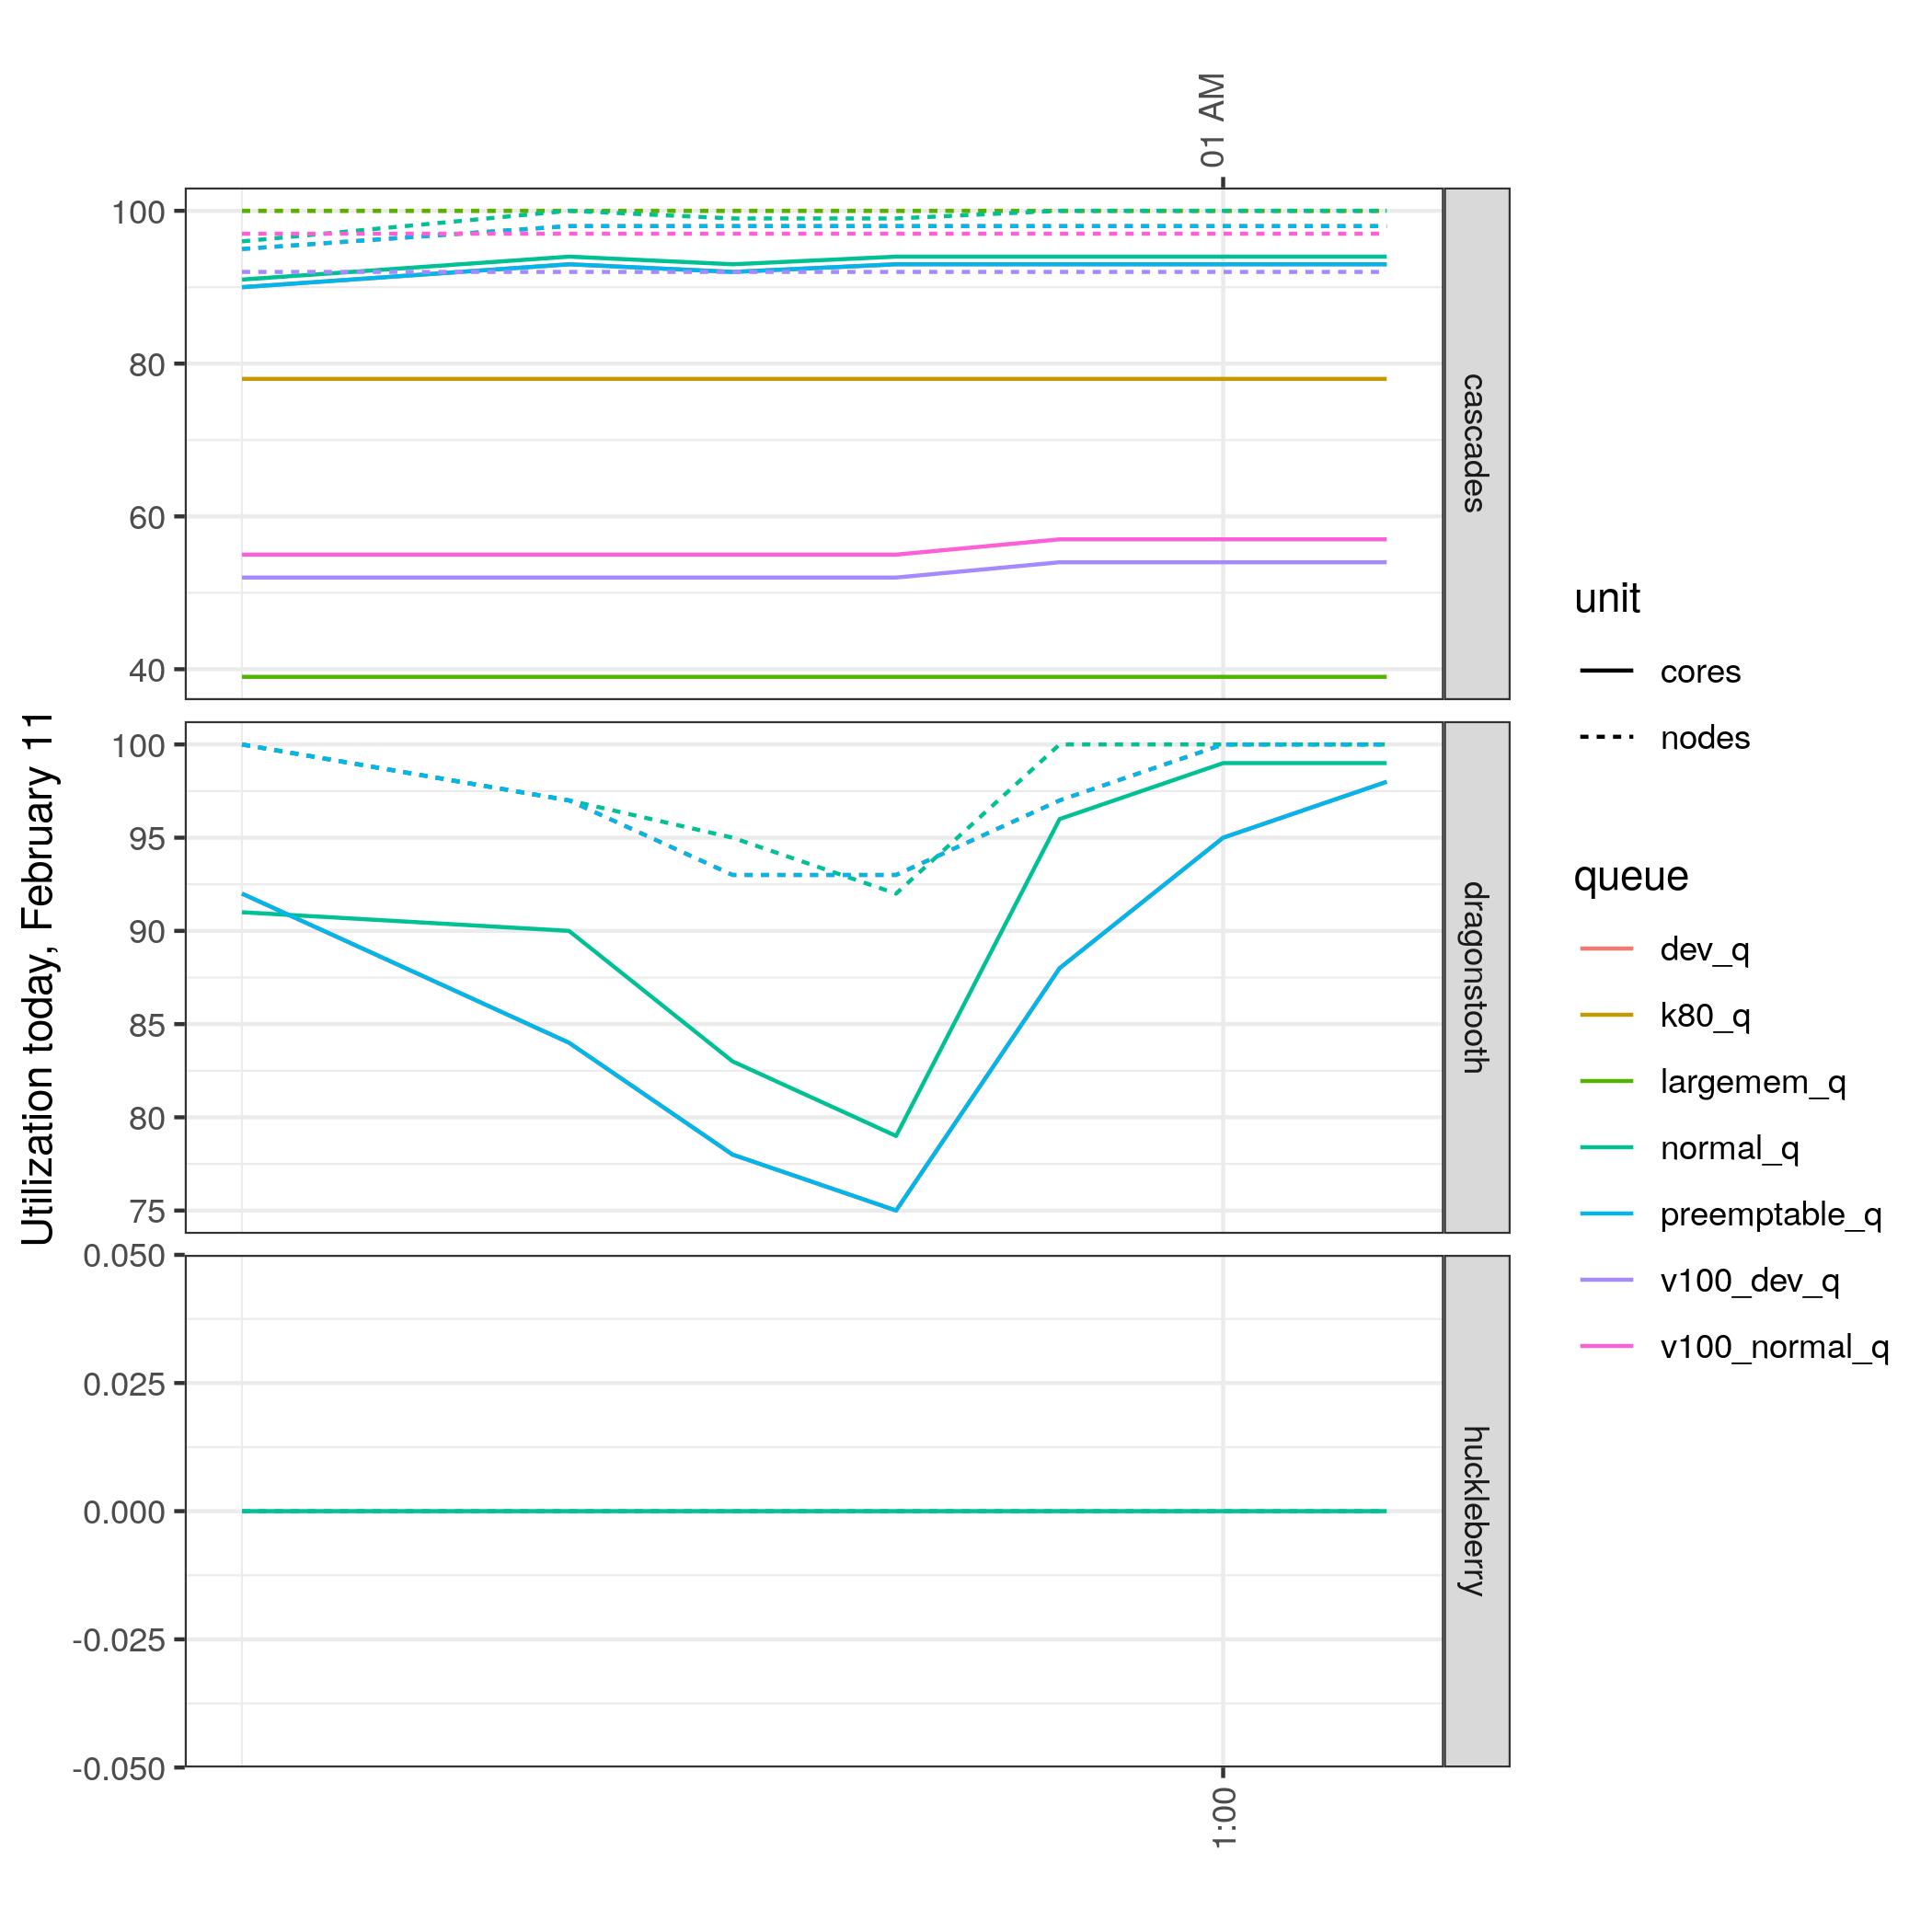 01 AM
100
80
60
40
cascades
100
95
90
85
80
75
dragonstooth
0.050
0.025
0.000
-0.025
-0.050
huckleberry
1:00
Utilization today, February 11
unit
cores
nodes
queue
dev_q
k80_q
largemem_q
normal_q
preemptable_q
v100_dev_q
v100_normal_q